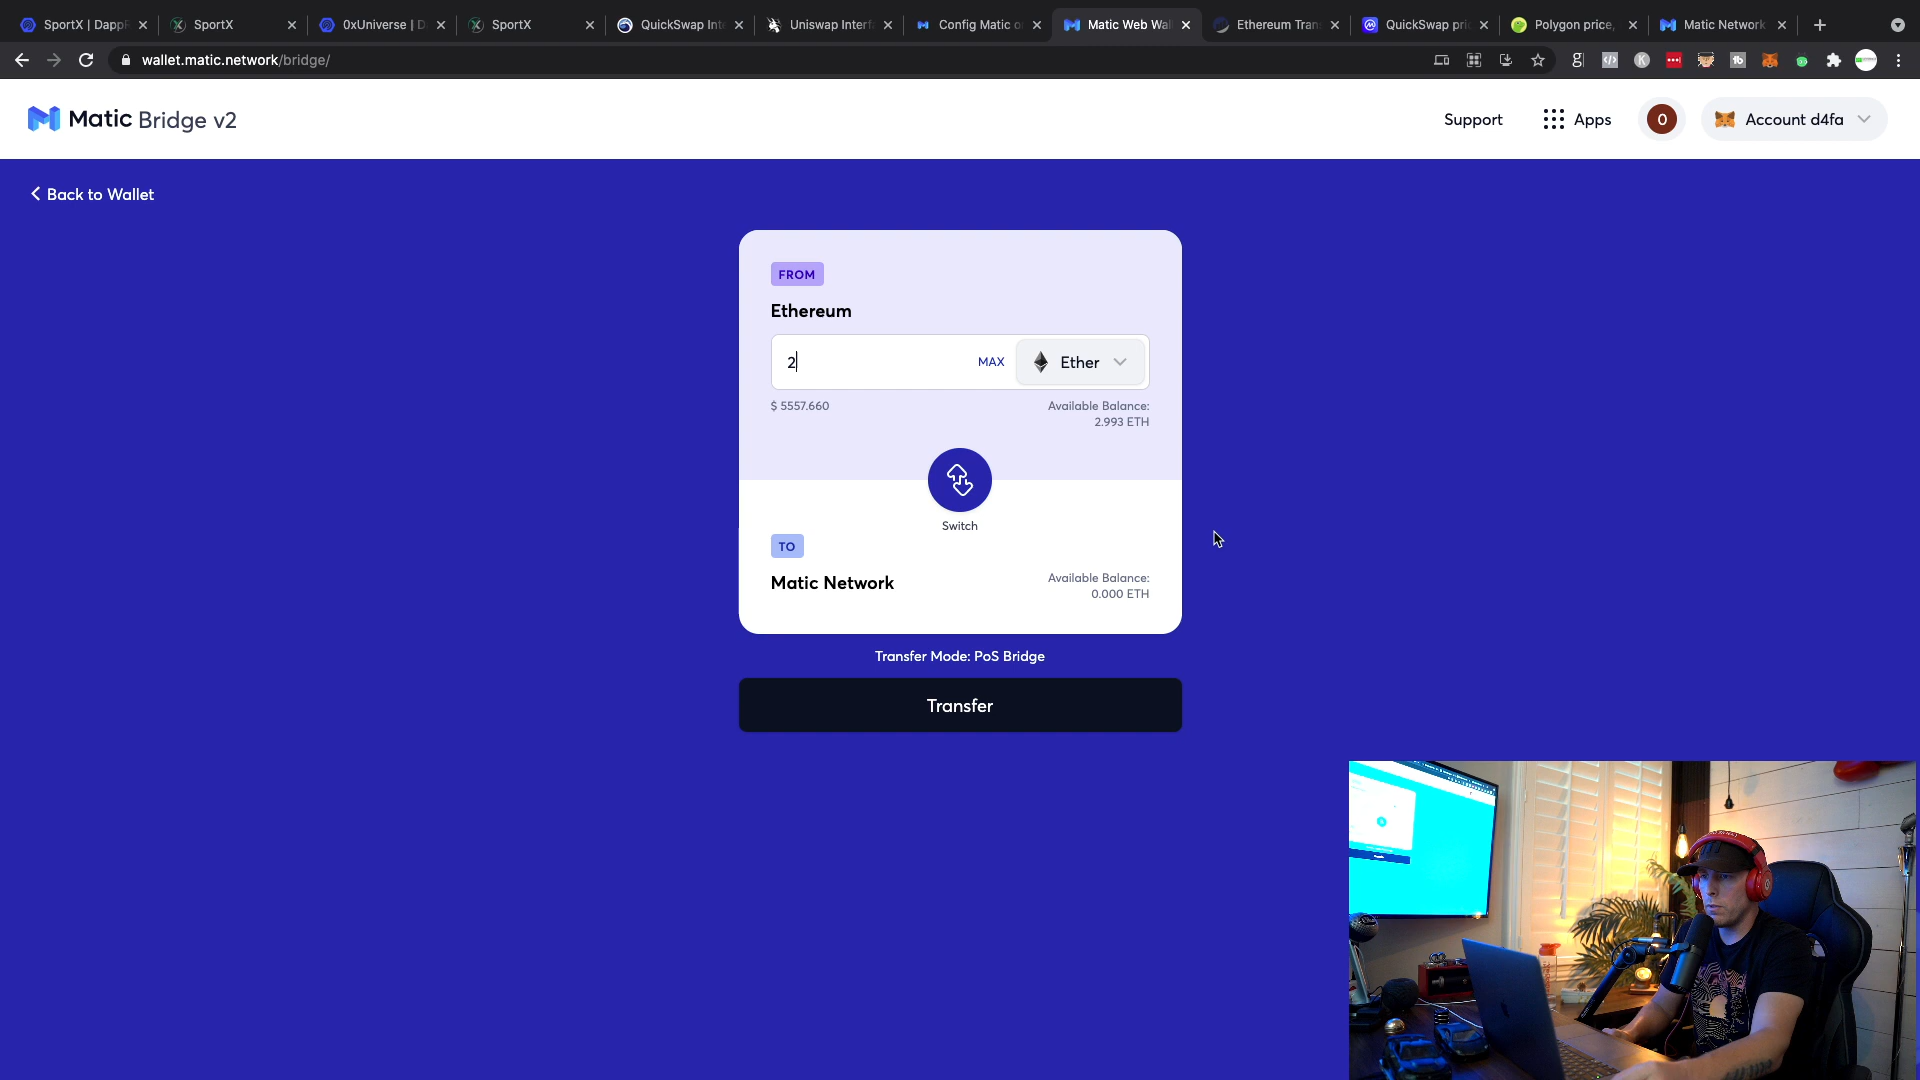 SportX | DappR
SportX
0xUniverse | D
SportX
QuickSwap Int
Uniswap Interf
Config Matic o
Matic Web Wal
Ethereum Tran
QuickSwap pri
Polygon price,
Matic Network
wallet.matic.network/bridge/
Matic Bridge v2
Support
Apps
0
Account d4fa
Back to Wallet
FROM
Ethereum
2
MAX
Ether
$ 5557.660
Available Balance:
2.993 ETH
Switch
TO
Matic Network
Available Balance:
0.000 ETH
Transfer Mode: PoS Bridge
Transfer